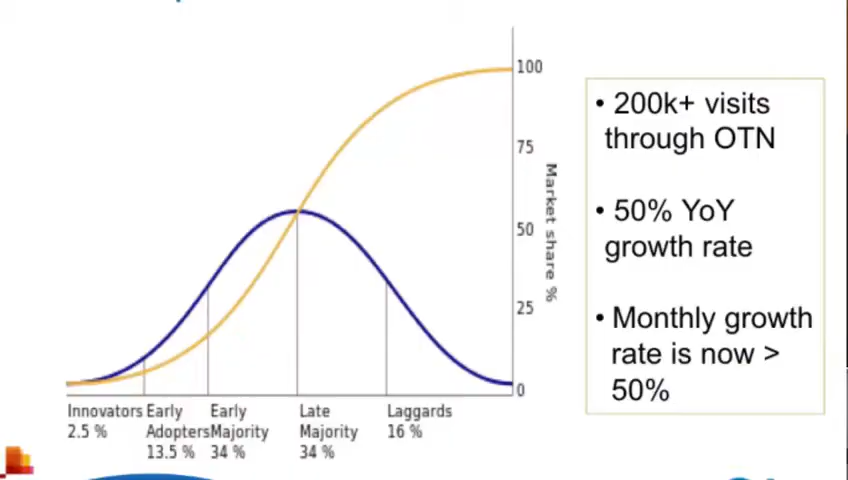 100
75
50
25
0
Market share %
Innovators
2.5 %
Early
Adopters
13.5 %
Early
Majority
34 %
Late
Majority
34 %
Laggards
16 %
• 200k+ visits
through OTN
• 50% YoY
growth rate
• Monthly growth
rate is now >
50%